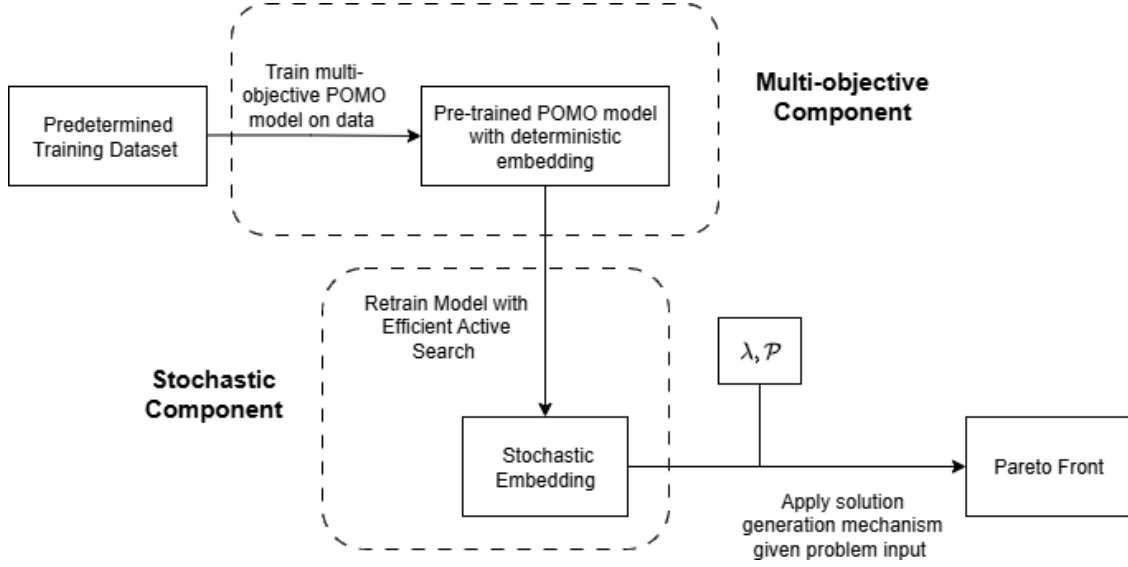 Train multi-
objective POMO
model on data
Multi-objective
Component
Predetermined
Training Dataset
Pre-trained POMO model
with deterministic
embedding
Retrain Model with
Efficient Active
Search
λ, 𝒫
Stochastic
Component
Stochastic
Embedding
Pareto Front
Apply solution
generation mechanism
given problem input